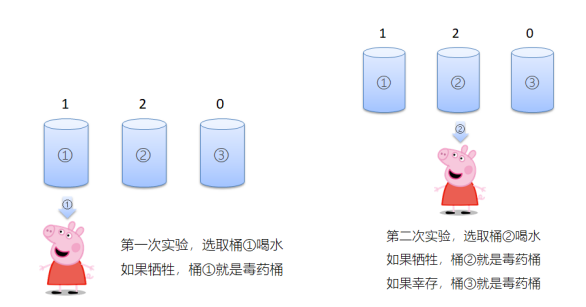 1 2 0
① ② ③
①
第一次实验，选取桶①喝水
如果牺牲，桶①就是毒药桶
1 2 0
① ② ③
②
第二次实验，选取桶②喝水
如果牺牲，桶②就是毒药桶
如果幸存，桶③就是毒药桶